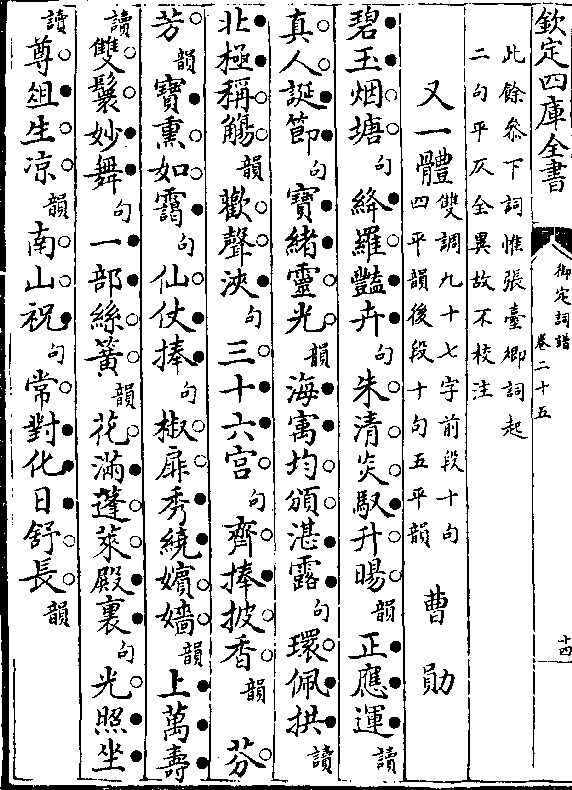 欽定四庫全書
御定詞譜
卷二十五
十四
此餘叅下詞惟張臺卿詞起
二句平仄全異故不校注
又一體雙調九十七字前段十句
四平韻後段十句五平韻
曹勛
碧玉烟塘句絳羅豔卉句朱清炎馭升暘韻正應運讀
真人誕節句寳緒靈光韻海寓均頒湛露句環佩拱讀
北極稱觴韻歡聲浹句三十六宫句齊捧披香韻芬
芳韻寳熏如靄句仙仗捧句椒扉秀繞嬪嬙韻上萬壽
讀雙鬟妙舞句一部絲簧韻花滿蓬萊殿裏句光照坐
讀尊俎生凉韻南山祝句常對化日舒長韻